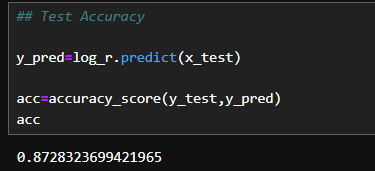 ## Test Accuracy
y_pred=log_r.predict(x_test)
acc=accuracy_score(y_test,y_pred)
acc
0.8728323699421965